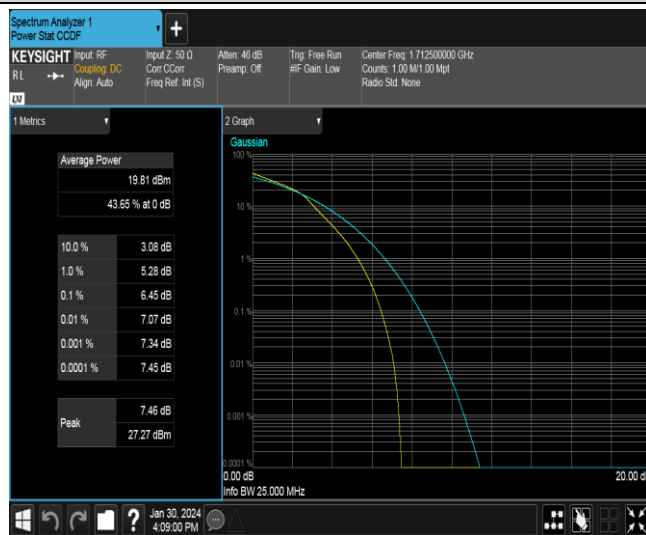 Spectrum Analyzer 1
Power Stat CCDF
KEYSIGHT
RL
LXI
Input: RF
Coupling: DC
Align: Auto
Input Z: 50 Ω
Corr CCorr
Freq Ref: Int (S)
Atten: 46 dB
Preamp: Off
Trig: Free Run
#IF Gain: Low
Center Freq: 1.712500000 GHz
Counts: 1.00 M/1.00 Mpt
Radio Std: None
1 Metrics
Average Power
19.81 dBm
43.65 % at 0 dB
10.0 % 3.08 dB
1.0 % 5.28 dB
0.1 % 6.45 dB
0.01 % 7.07 dB
0.001 % 7.34 dB
0.0001 % 7.45 dB
Peak
7.46 dB
27.27 dBm
2 Graph
Gaussian
100 %
10 %
1 %
0.1 %
0.01 %
0.001 %
0.0001 %
0.00 dB 20.00 d
Info BW 25.000 MHz
?
Jan 30, 2024
4:09:00 PM